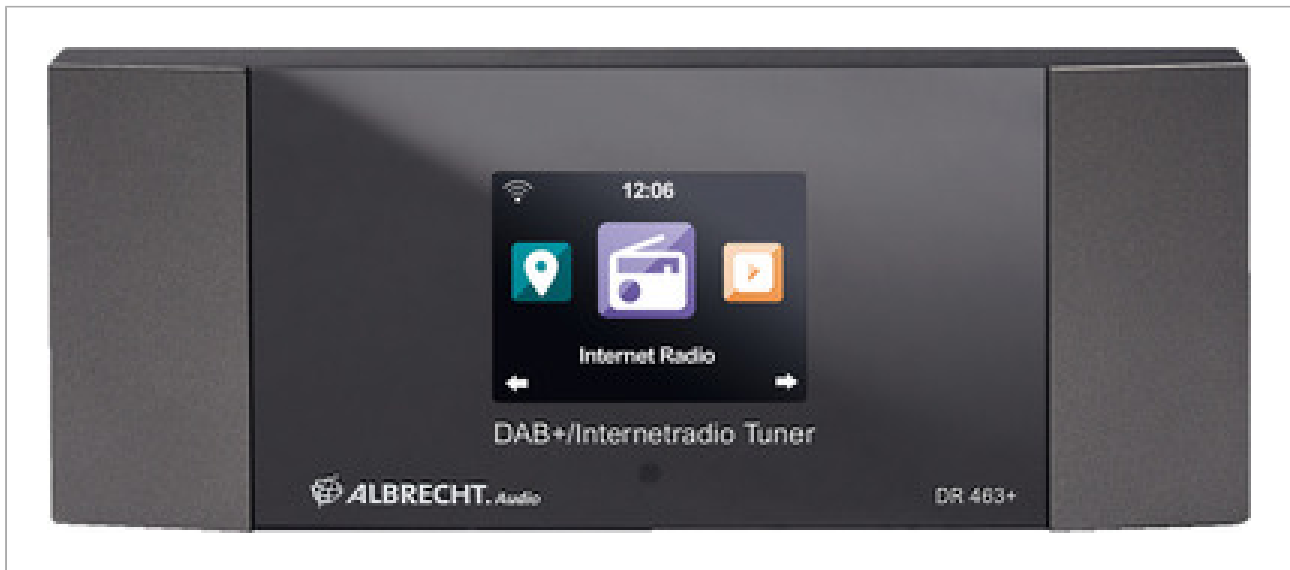 12:06
Internet Radio
DAB+/Internetradio Tuner
ALBRECHT. Audio
DR 463+